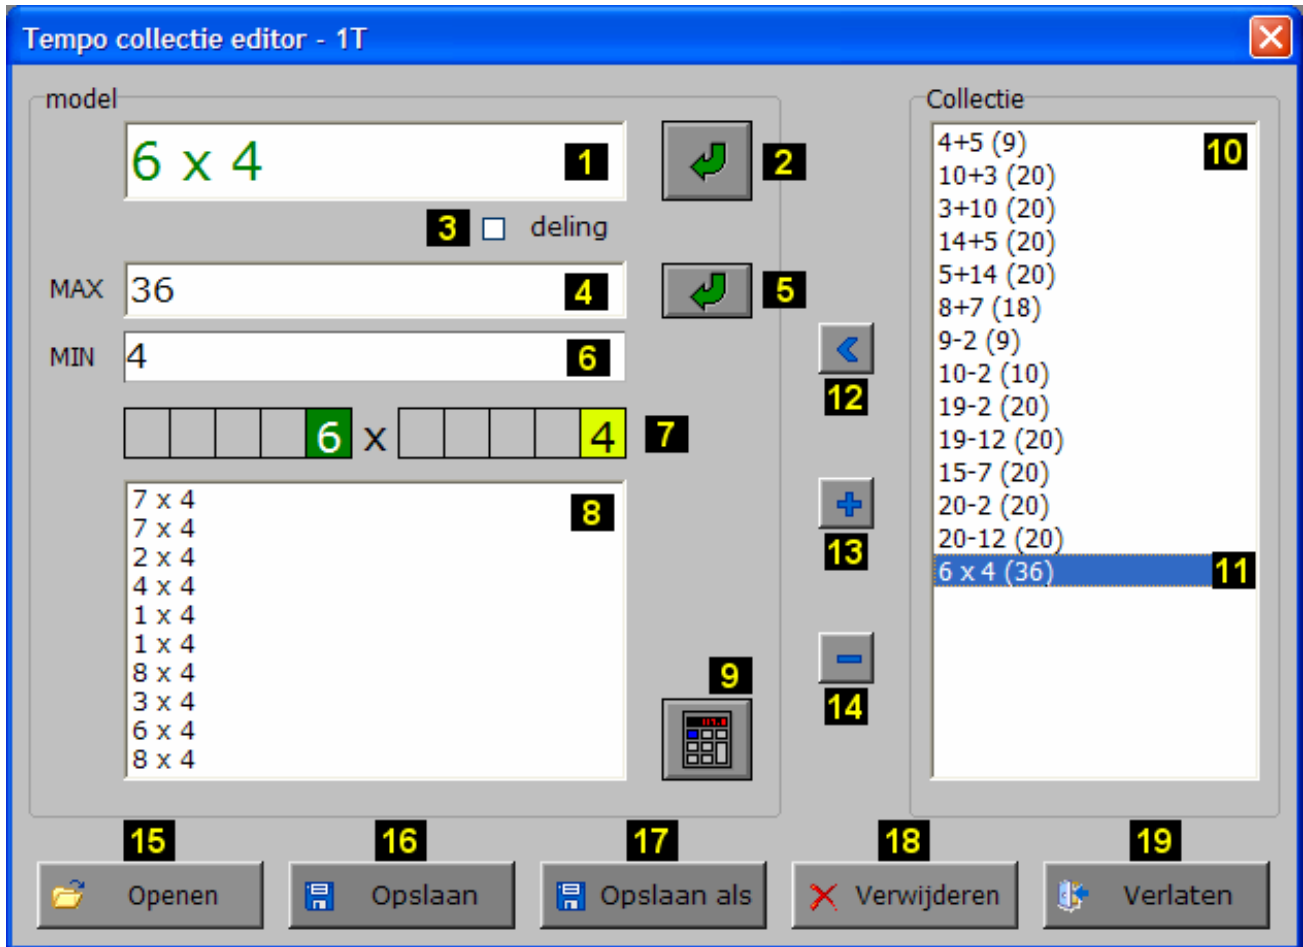 Tempo collectie editor - 1T
model
6 x 4
1
2
3
deling
MAX
36
4
5
MIN
4
6
6 x 4
7
7 x 4
7 x 4
2 x 4
4 x 4
1 x 4
1 x 4
8 x 4
3 x 4
6 x 4
8 x 4
8
9
12
13
14
Collectie
4+5 (9)
10+3 (20)
3+10 (20)
14+5 (20)
5+14 (20)
8+7 (18)
9-2 (9)
10-2 (10)
19-2 (20)
19-12 (20)
15-7 (20)
20-2 (20)
20-12 (20)
6 x 4 (36)
10
11
15
16
17
18
19
Openen
Opslaan
Opslaan als
Verwijderen
Verlaten